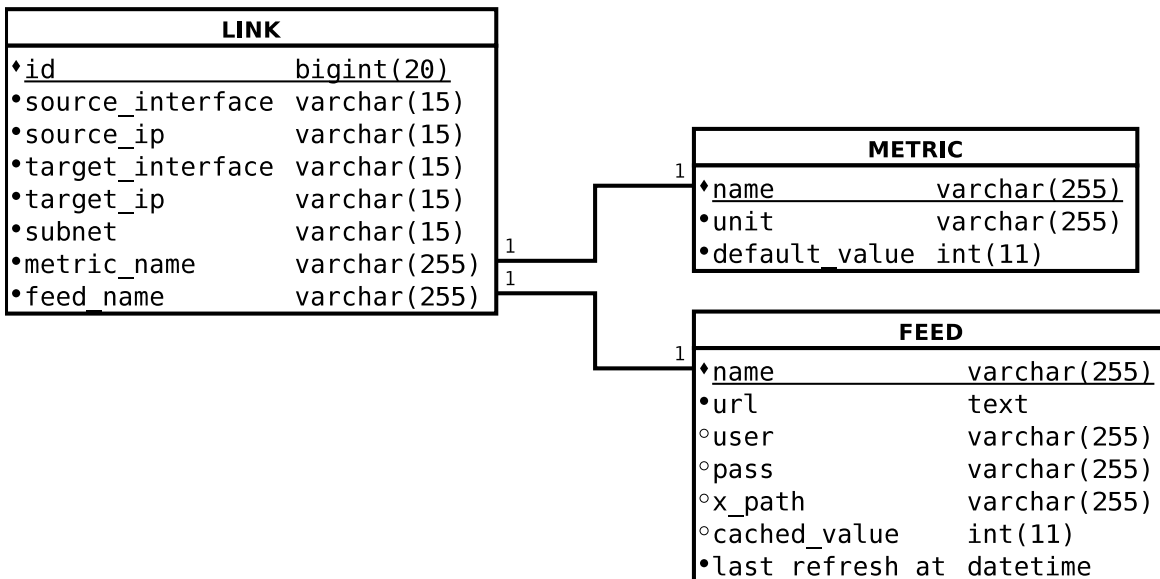 LINK
id bigint(20)
source_interface varchar(15)
source_ip varchar(15)
target_interface varchar(15)
target_ip varchar(15)
subnet varchar(15)
metric_name varchar(255)
feed_name varchar(255)
1
1
1
METRIC
name varchar(255)
unit varchar(255)
default_value int(11)
1
FEED
name varchar(255)
url text
user varchar(255)
pass varchar(255)
x_path varchar(255)
cached_value int(11)
last refresh at datetime